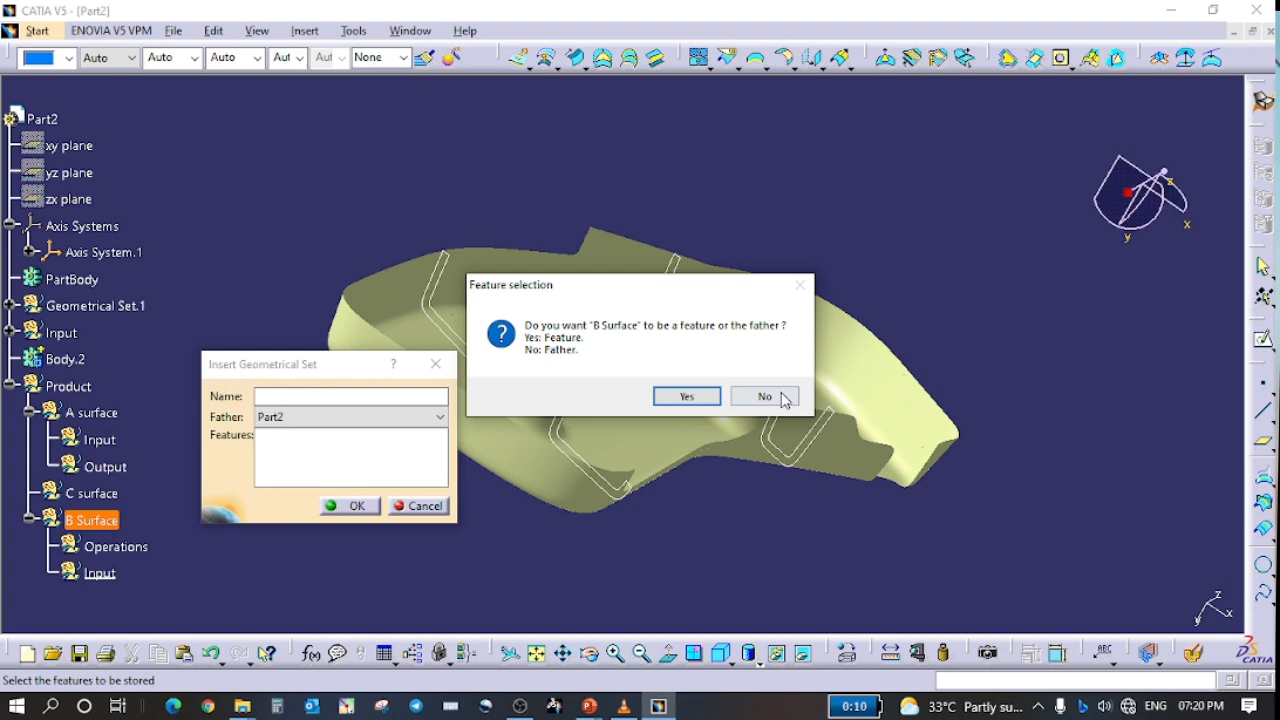 CATIA V5 - [Part2]
Start ENOVIA V5 VPM File Edit View Insert Tools Window Help
Auto Auto Auto Aut Aut None
Part2
xy plane
yz plane
zx plane
Axis Systems
Axis System.1
PartBody
Geometrical Set.1
Input
Body.2
Product
A surface
Input
Output
C surface
B Surface
Operations
Input
Insert Geometrical Set ?
Name:
Father: Part2
Features:
OK Cancel
Feature selection
?
Do you want "B Surface" to be a feature or the father ?
Yes: Feature.
No: Father.
Yes No
z
x
y
z
x
y
f(x)
ABC
CATIA
Select the features to be stored
0:10 33°C Partly su... ENG 07:20 PM